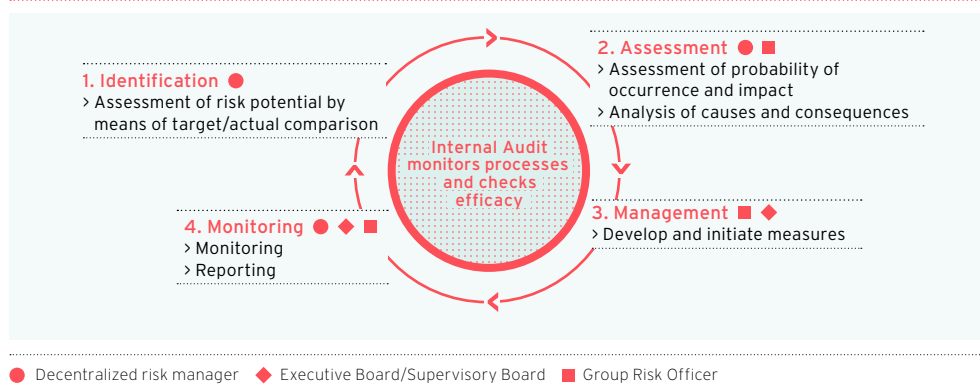 1. Identification
> Assessment of risk potential by
means of target/actual comparison
2. Assessment
> Assessment of probability of
occurrence and impact
> Analysis of causes and consequences
Internal Audit
monitors processes
and checks
efficacy
3. Management
> Develop and initiate measures
4. Monitoring
> Monitoring
> Reporting
Decentralized risk manager Executive Board/Supervisory Board Group Risk Officer